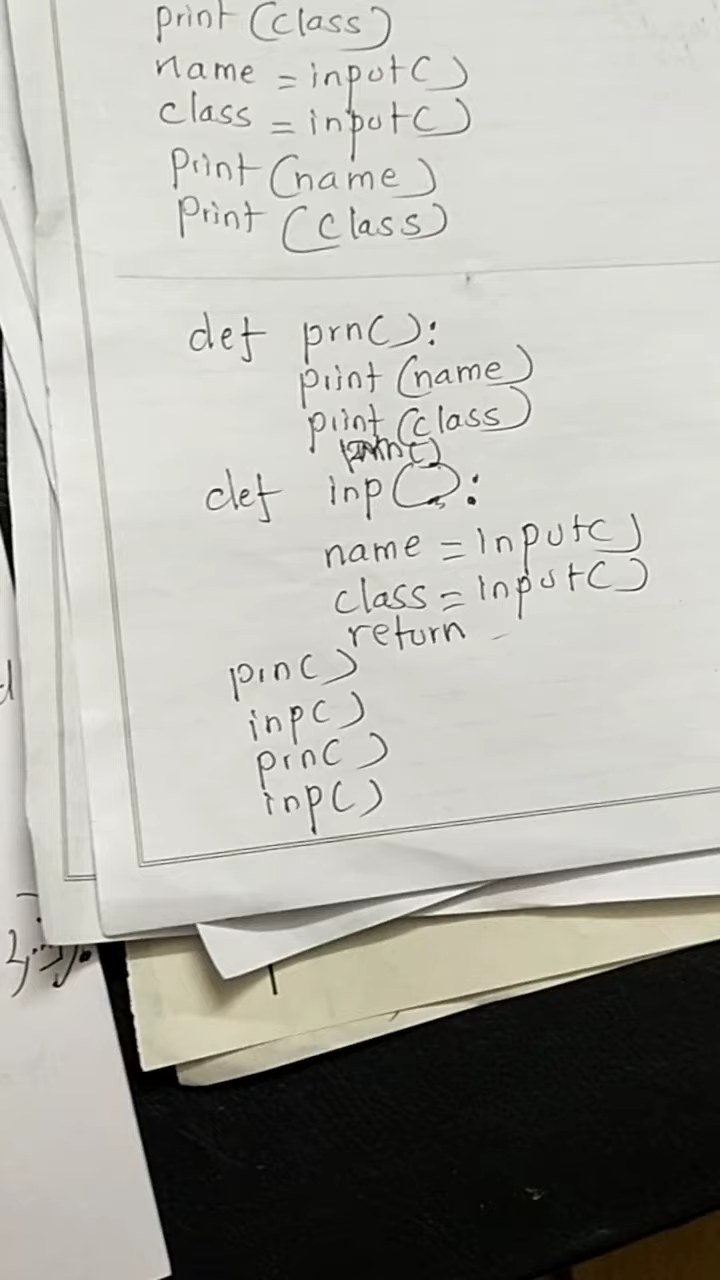 print (class)
name = input()
class = input()
Print (name)
Print (class)
def prn():
print (name)
print (class)
def inp():
name = input()
class = input()
return
prn()
inp()
prn()
inp()